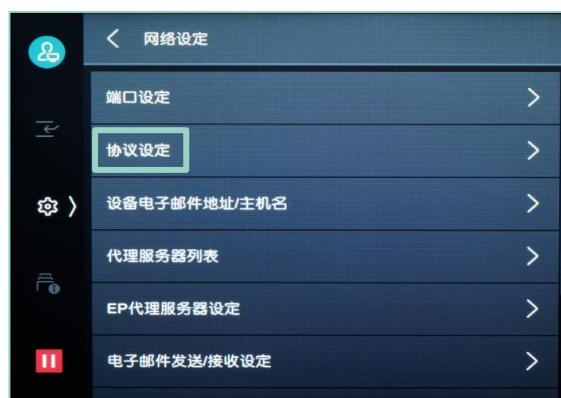 网络设定
端口设定
协议设定
设备电子邮件地址/主机名
代理服务器列表
EP代理服务器设定
电子邮件发送/接收设定